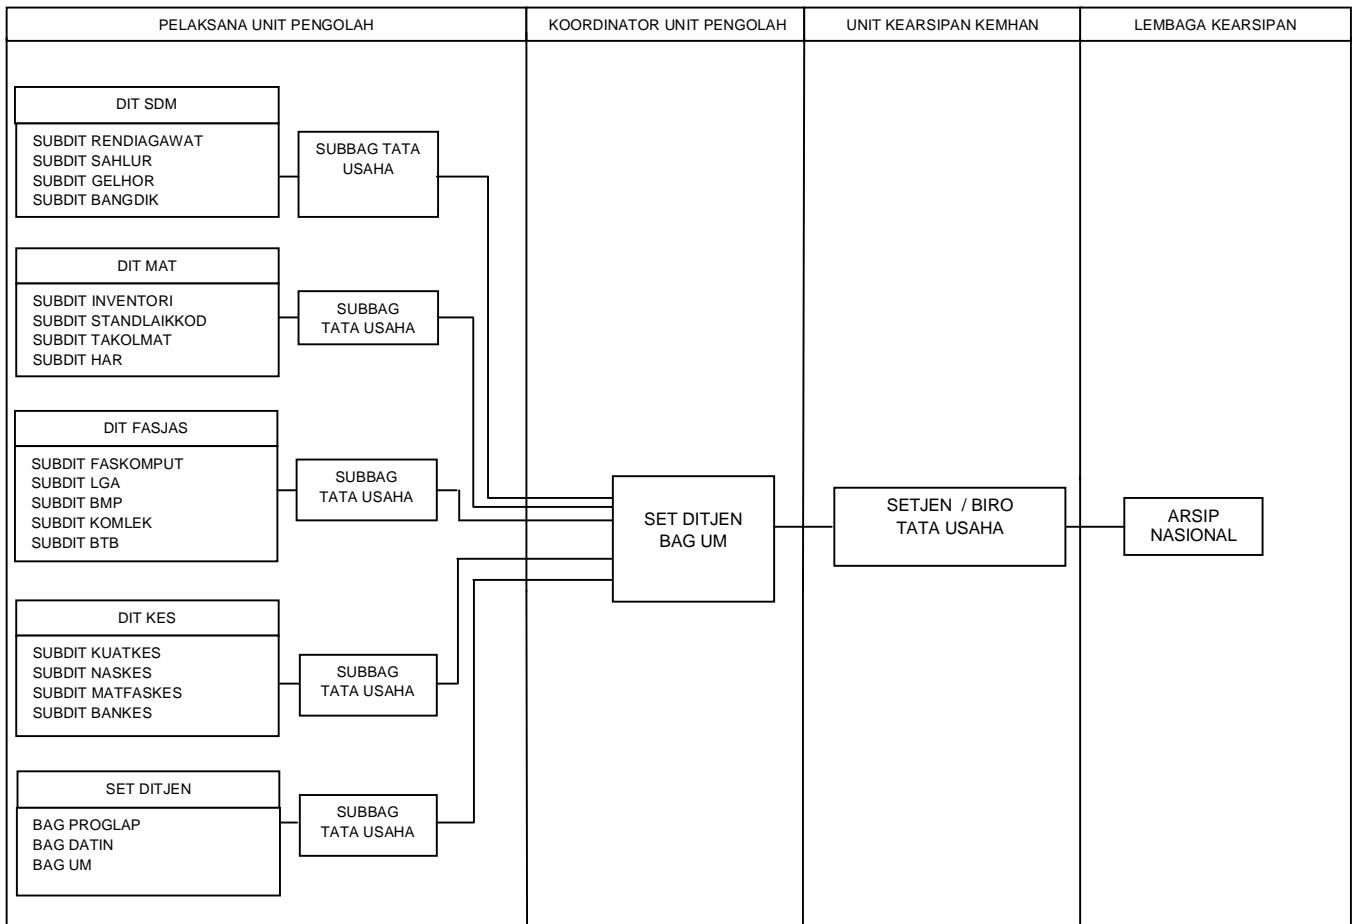 PELAKSANA UNIT PENGOLAH
KOORDINATOR UNIT PENGOLAH
UNIT KEARSIPAN KEMHAN
LEMBAGA KEARSIPAN
DIT SDM
SUBDIT RENDIAGAWAT
SUBDIT SAHLUR
SUBDIT GELHOR
SUBDIT BANGDIK
SUBBAG TATA
USAHA
DIT MAT
SUBDIT INVENTORI
SUBDIT STANDLAIKKOD
SUBDIT TAKOLMAT
SUBDIT HAR
SUBBAG
TATA USAHA
DIT FASJAS
SUBDIT FASKOMPUT
SUBDIT LGA
SUBDIT BMP
SUBDIT KOMLEK
SUBDIT BTB
SUBBAG
TATA USAHA
DIT KES
SUBDIT KUATKES
SUBDIT NASKES
SUBDIT MATFASKES
SUBDIT BANKES
SUBBAG
TATA USAHA
SET DITJEN
BAG PROGLAP
BAG DATIN
BAG UM
SUBBAG
TATA USAHA
SET DITJEN
BAG UM
SETJEN / BIRO
TATA USAHA
ARSIP
NASIONAL